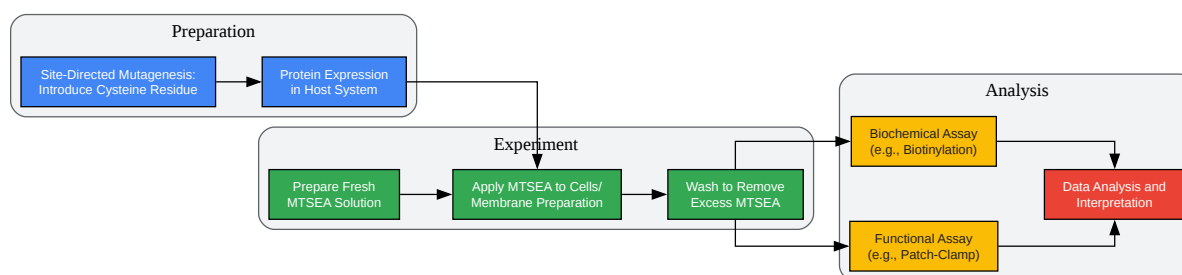 Preparation
Site-Directed Mutagenesis:
Introduce Cysteine Residue
Protein Expression
in Host System
Experiment
Prepare Fresh
MTSEA Solution
Apply MTSEA to Cells/
Membrane Preparation
Wash to Remove
Excess MTSEA
Analysis
Biochemical Assay
(e.g., Biotinylation)
Functional Assay
(e.g., Patch-Clamp)
Data Analysis and
Interpretation